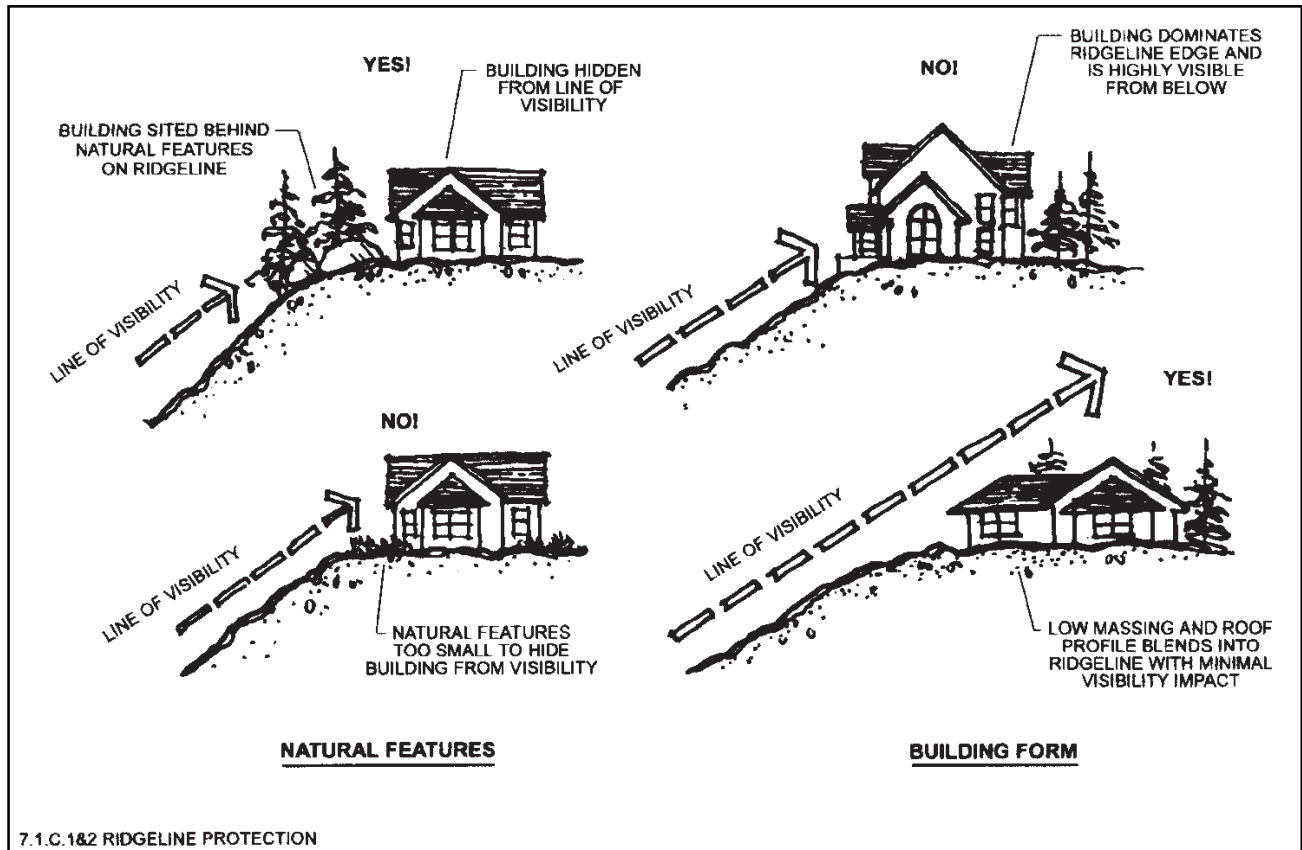 YES!
BUILDING HIDDEN
FROM LINE OF
VISIBILITY
BUILDING SITED BEHIND
NATURAL FEATURES
ON RIDGELINE
LINE OF VISIBILITY
NO!
BUILDING DOMINATES
RIDGELINE EDGE AND
IS HIGHLY VISIBLE
FROM BELOW
LINE OF VISIBILITY
NO!
LINE OF VISIBILITY
NATURAL FEATURES
TOO SMALL TO HIDE
BUILDING FROM VISIBILITY
YES!
LINE OF VISIBILITY
LOW MASSING AND ROOF
PROFILE BLENDS INTO
RIDGELINE WITH MINIMAL
VISIBILITY IMPACT
NATURAL FEATURES
BUILDING FORM
7.1.C.1&2 RIDGELINE PROTECTION